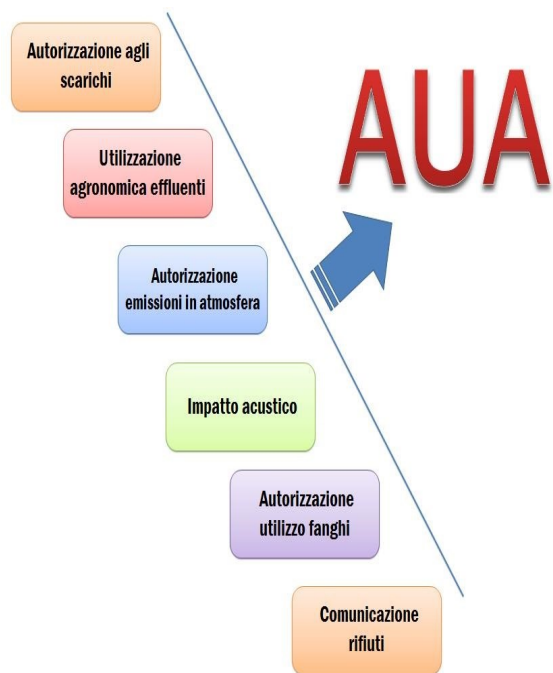 Autorizzazione agli
scarichi
AUA
Utilizzazione
agronomica effluenti
Autorizzazione
emissioni in atmosfera
Impatto acustico
Autorizzazione
utilizzo fanghi
Comunicazione
rifiuti